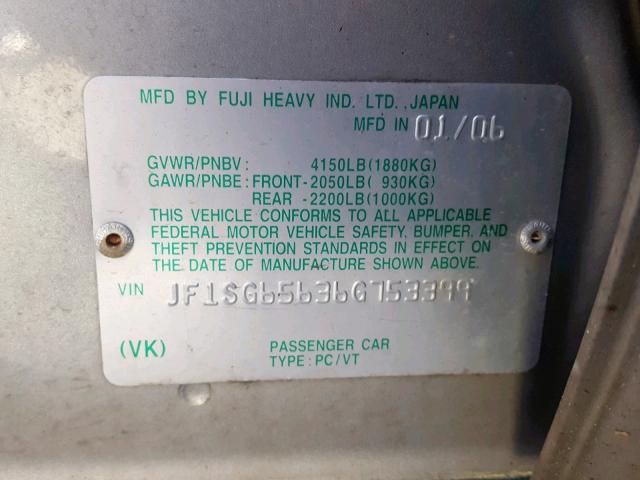 MFD BY FUJI HEAVY IND. LTD., JAPAN
MFD IN 01/06
GVWR/PNBV: 4150LB(1880KG)
GAWR/PNBE: FRONT-2050LB( 930KG)
REAR -2200LB(1000KG)
THIS VEHICLE CONFORMS TO ALL APPLICABLE
FEDERAL MOTOR VEHICLE SAFETY, BUMPER, AND
THEFT PREVENTION STANDARDS IN EFFECT ON
THE DATE OF MANUFACTURE SHOWN ABOVE.
VIN JF1SG65636G753399
(VK) PASSENGER CAR
TYPE: PC/VT